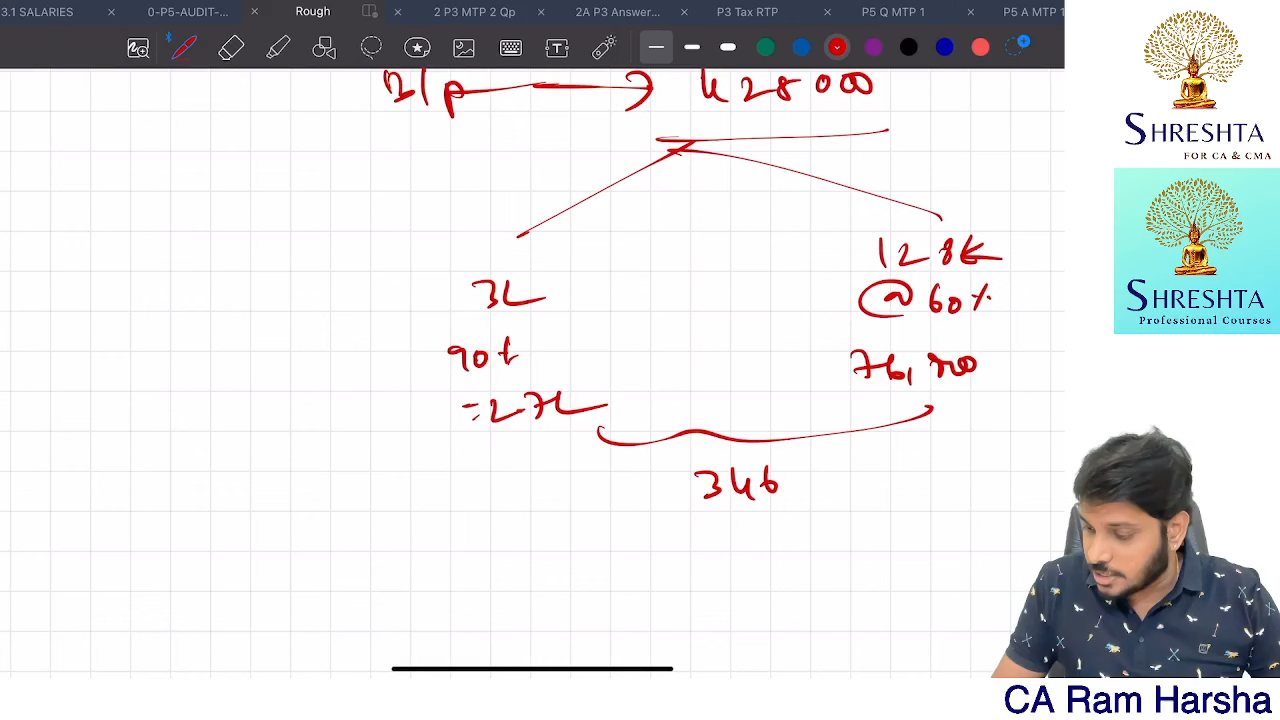 3.1 SALARIES × 0-P5-AUDIT-... × Rough × 2 P3 MTP 2 Qp × 2A P3 Answer... × P3 Tax RTP × P5 Q MTP 1 × P5 A MTP 1
B/p → 428000
3L 128K
@60%
90%
76,800
=2.7L
346
SHRESHTA
FOR CA & CMA
SHRESHTA
Professional Courses
CA Ram Harsha